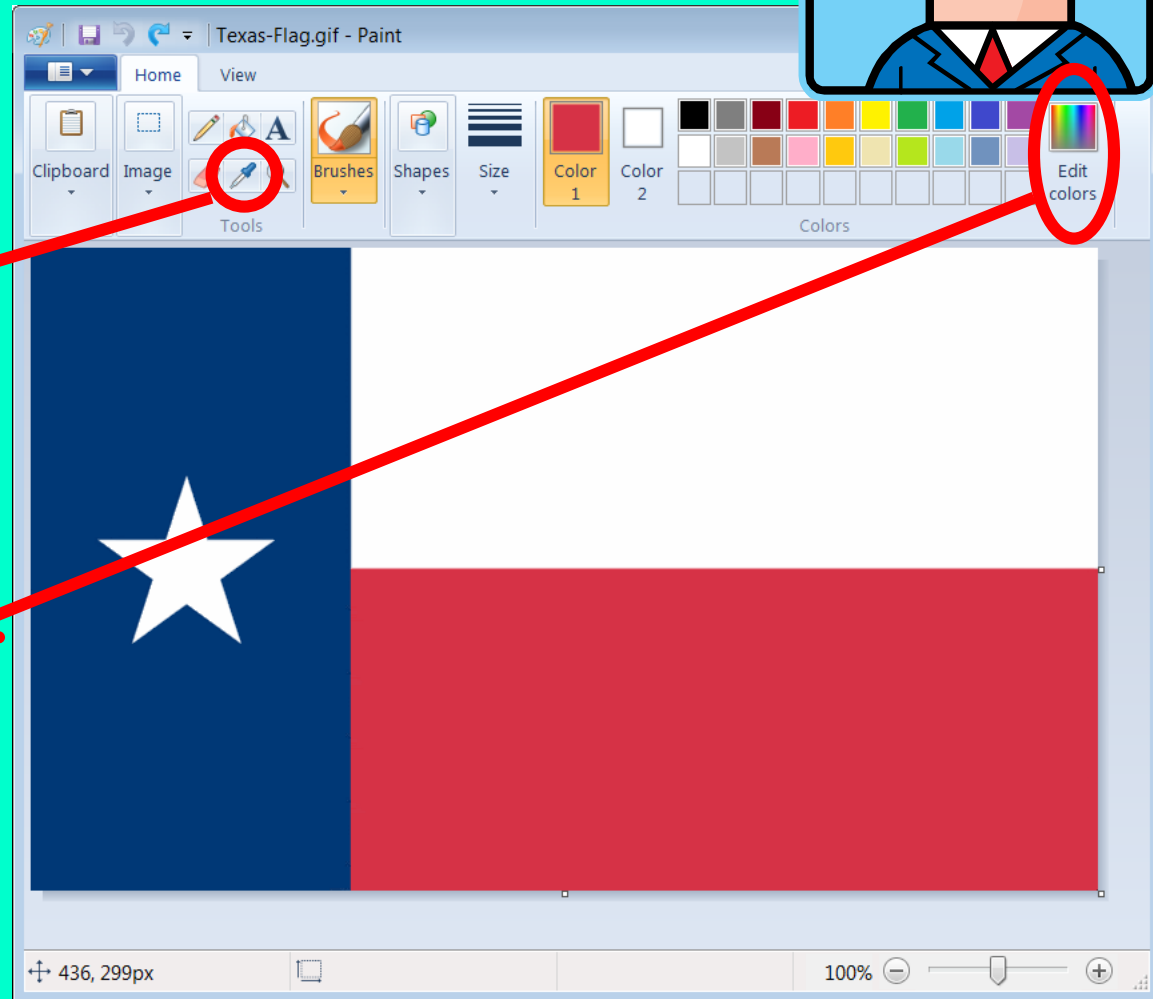 Texas-Flag.gif - Paint
Home View
A
Clipboard Image Brushes Shapes Size Color 1 Color 2 Edit colors
Tools Colors
436, 299px 100%